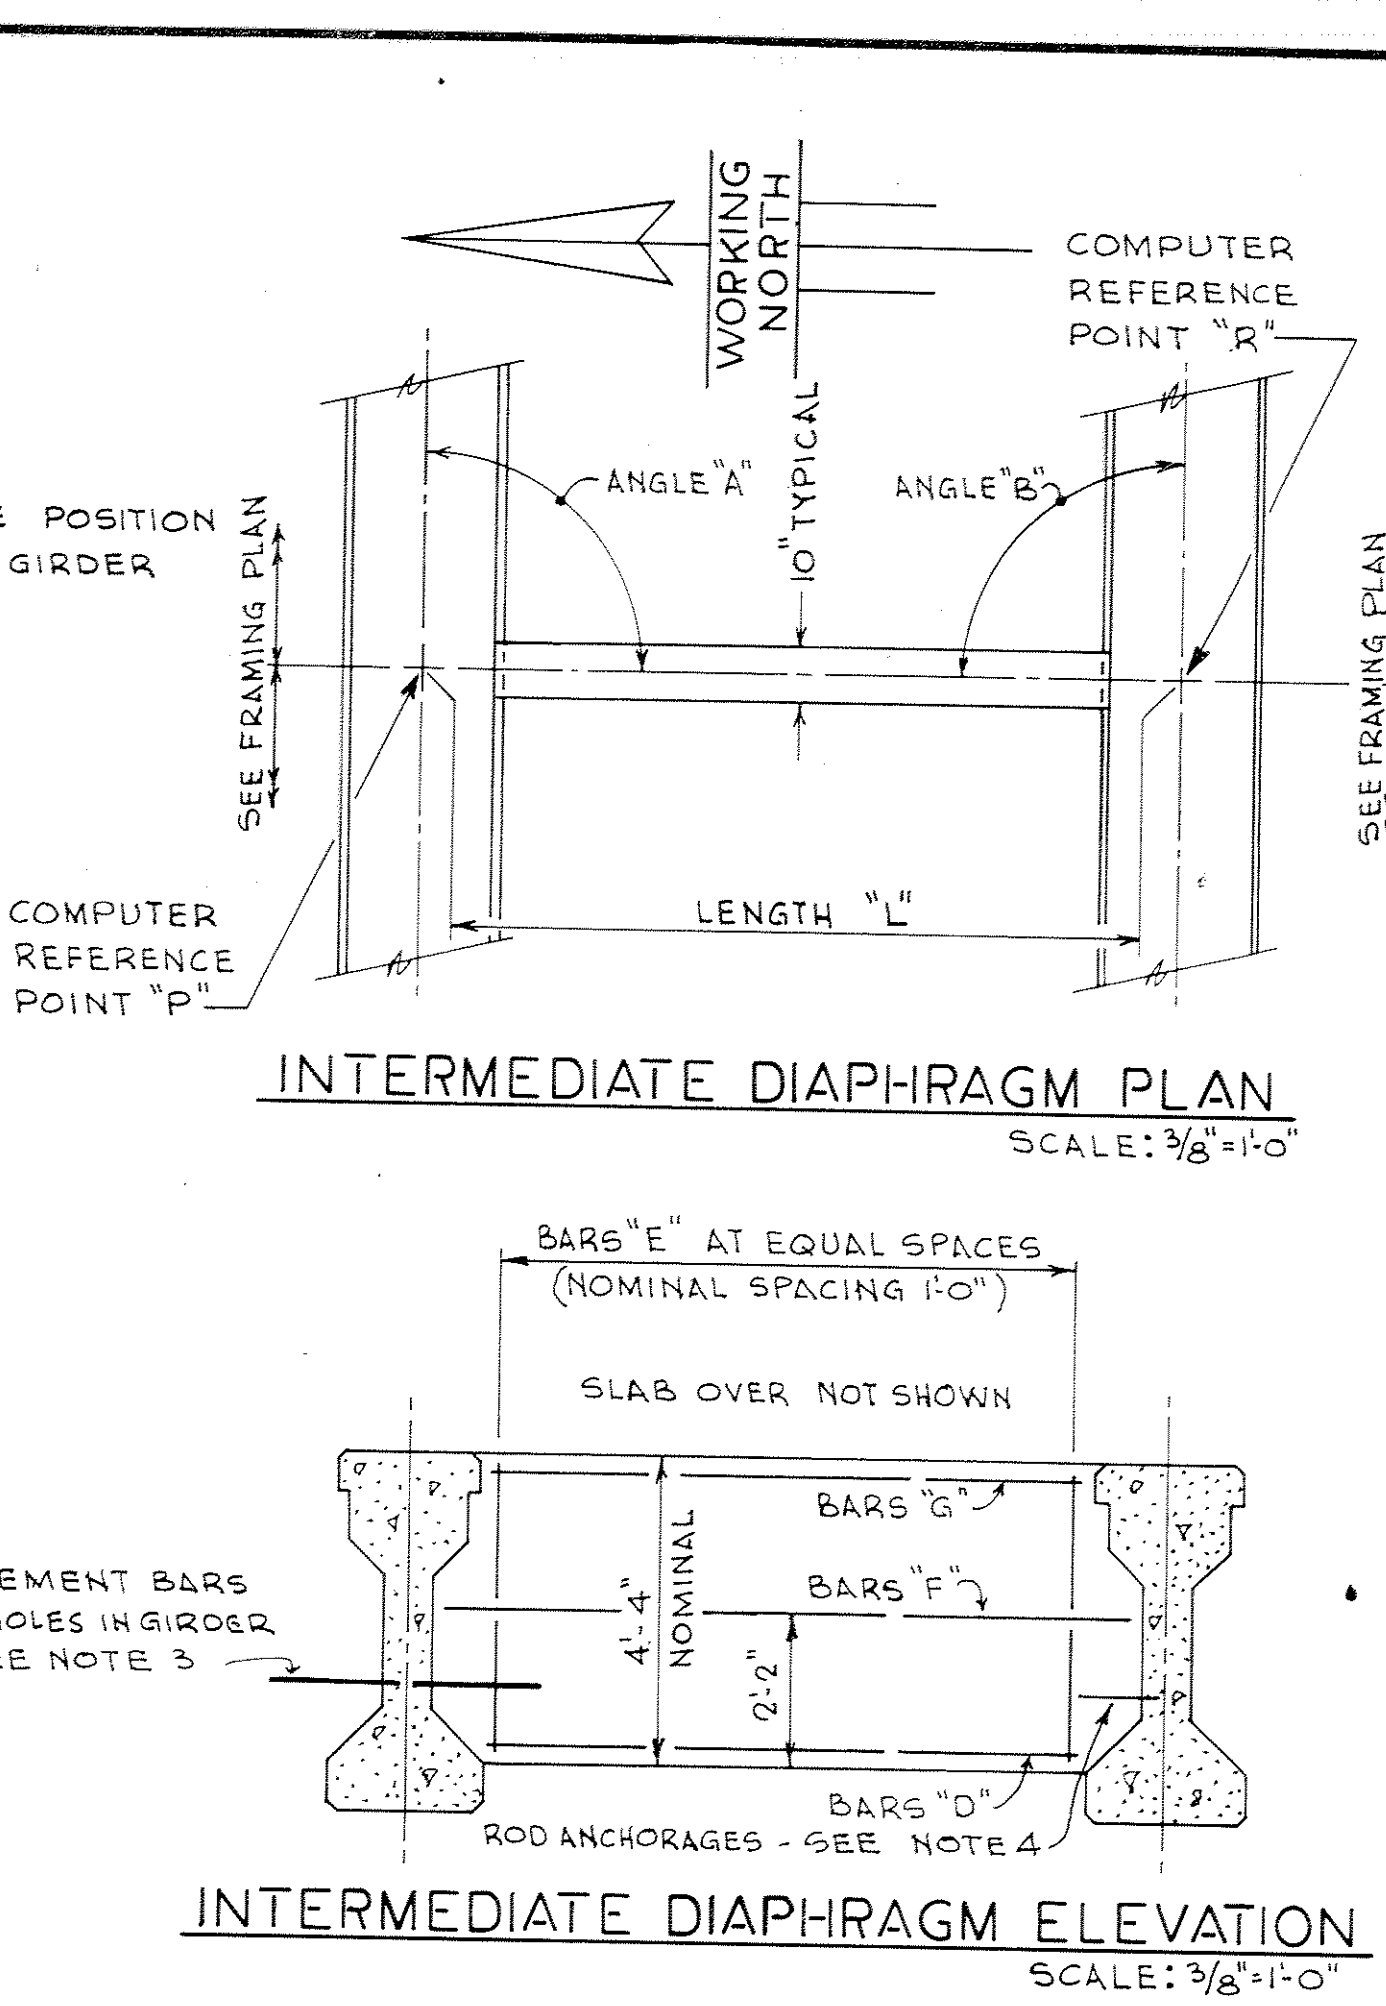 WORKING
NORTH
COMPUTER
REFERENCE
POINT "R"
10" TYPICAL
ANGLE "A"
ANGLE "B"
POSITION
GIRDER
SEE FRAMING PLAN
SEE FRAMING PLAN
LENGTH "L"
COMPUTER
REFERENCE
POINT "P"
INTERMEDIATE DIAPHRAGM PLAN
SCALE: 3/8"=1'-0"
BARS "E" AT EQUAL SPACES
(NOMINAL SPACING 1'-0")
SLAB OVER NOT SHOWN
BARS "G"
4'-4"
NOMINAL
BARS "F"
2'-2"
EMENT BARS
OLES IN GIRDER
EE NOTE 3
BARS "D"
ROD ANCHORAGES - SEE NOTE 4
INTERMEDIATE DIAPHRAGM ELEVATION
SCALE: 3/8"=1'-0"